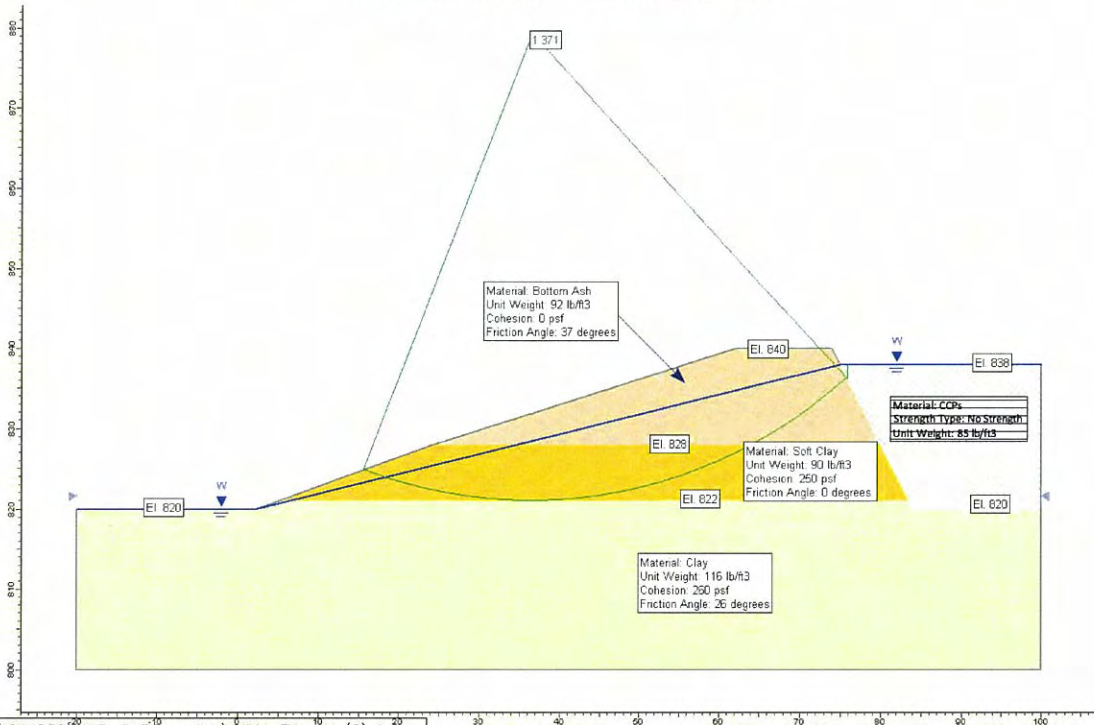 880
1.371
870
860
850
Material: Bottom Ash
Unit Weight: 92 lb/ft3
Cohesion: 0 psf
Friction Angle: 37 degrees
840
El. 840
W
El. 838
Material: CCPs
Strength Type: No Strength
Unit Weight: 85 lb/ft3
830
El. 828
Material: Soft Clay
Unit Weight: 90 lb/ft3
Cohesion: 250 psf
Friction Angle: 0 degrees
W
El. 822
820
El. 820
El. 820
Material: Clay
Unit Weight: 116 lb/ft3
Cohesion: 260 psf
Friction Angle: 26 degrees
810
800
-20 -10 0 10 20 30 40 50 60 70 80 90 100